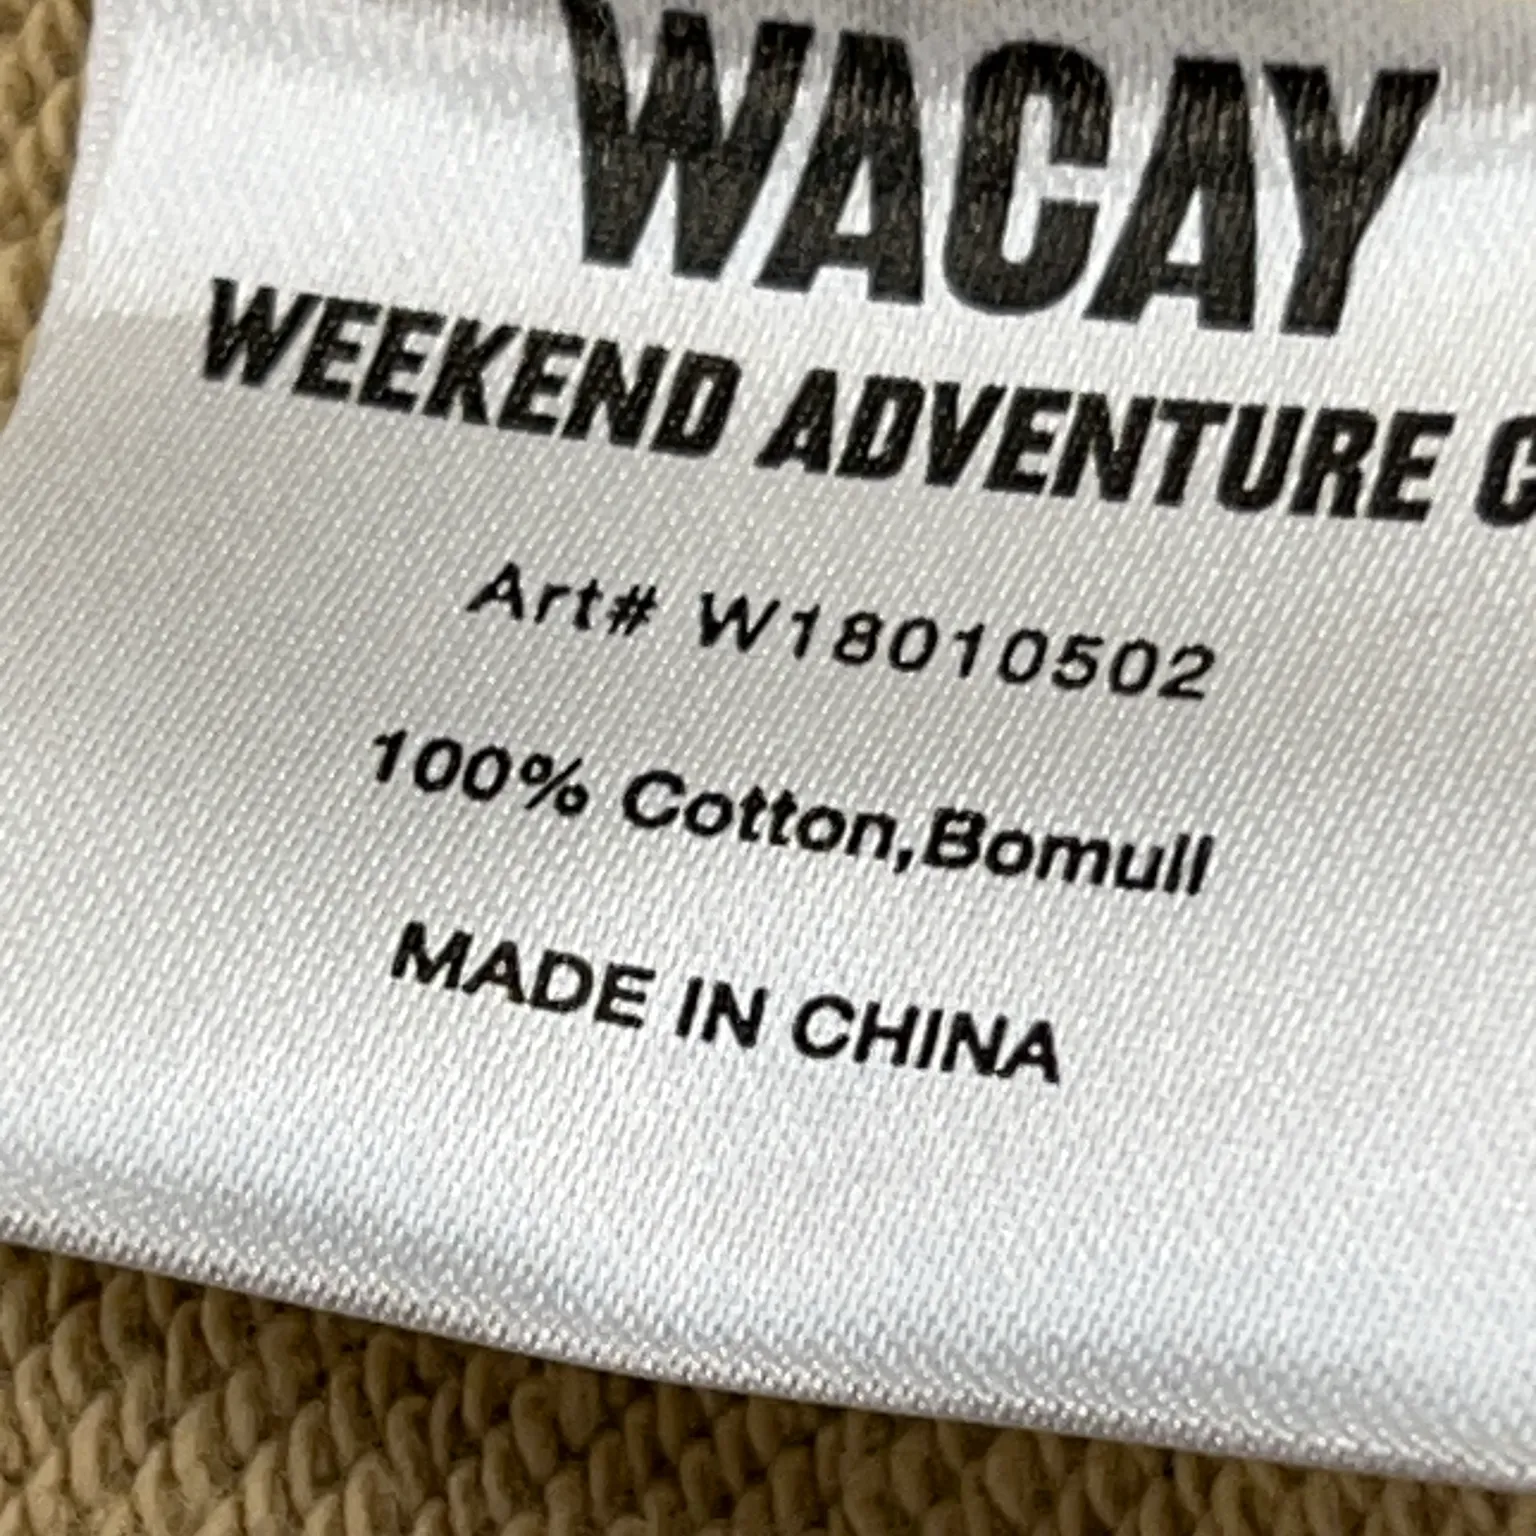 WACAY
WEEKEND ADVENTURE C
Art# W18010502
100% Cotton,Bomull
MADE IN CHINA